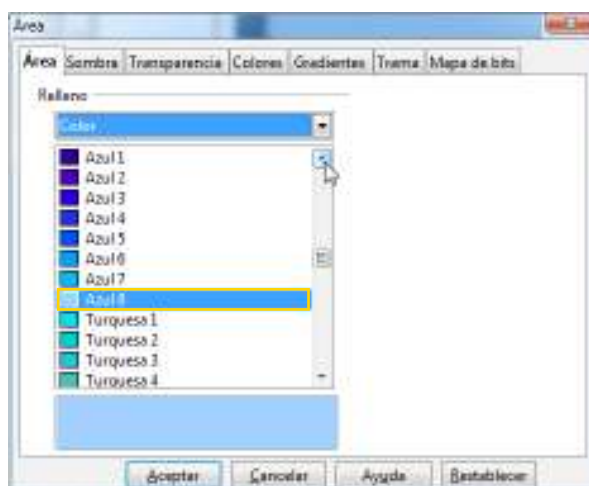 Área
Área Sombra Transparencia Colores Gradientes Trama Mapa de bits
Relleno
Color
Azul 1
Azul 2
Azul 3
Azul 4
Azul 5
Azul 6
Azul 7
Azul 8
Turquesa 1
Turquesa 2
Turquesa 3
Turquesa 4
Aceptar Cancelar Ayuda Restablecer